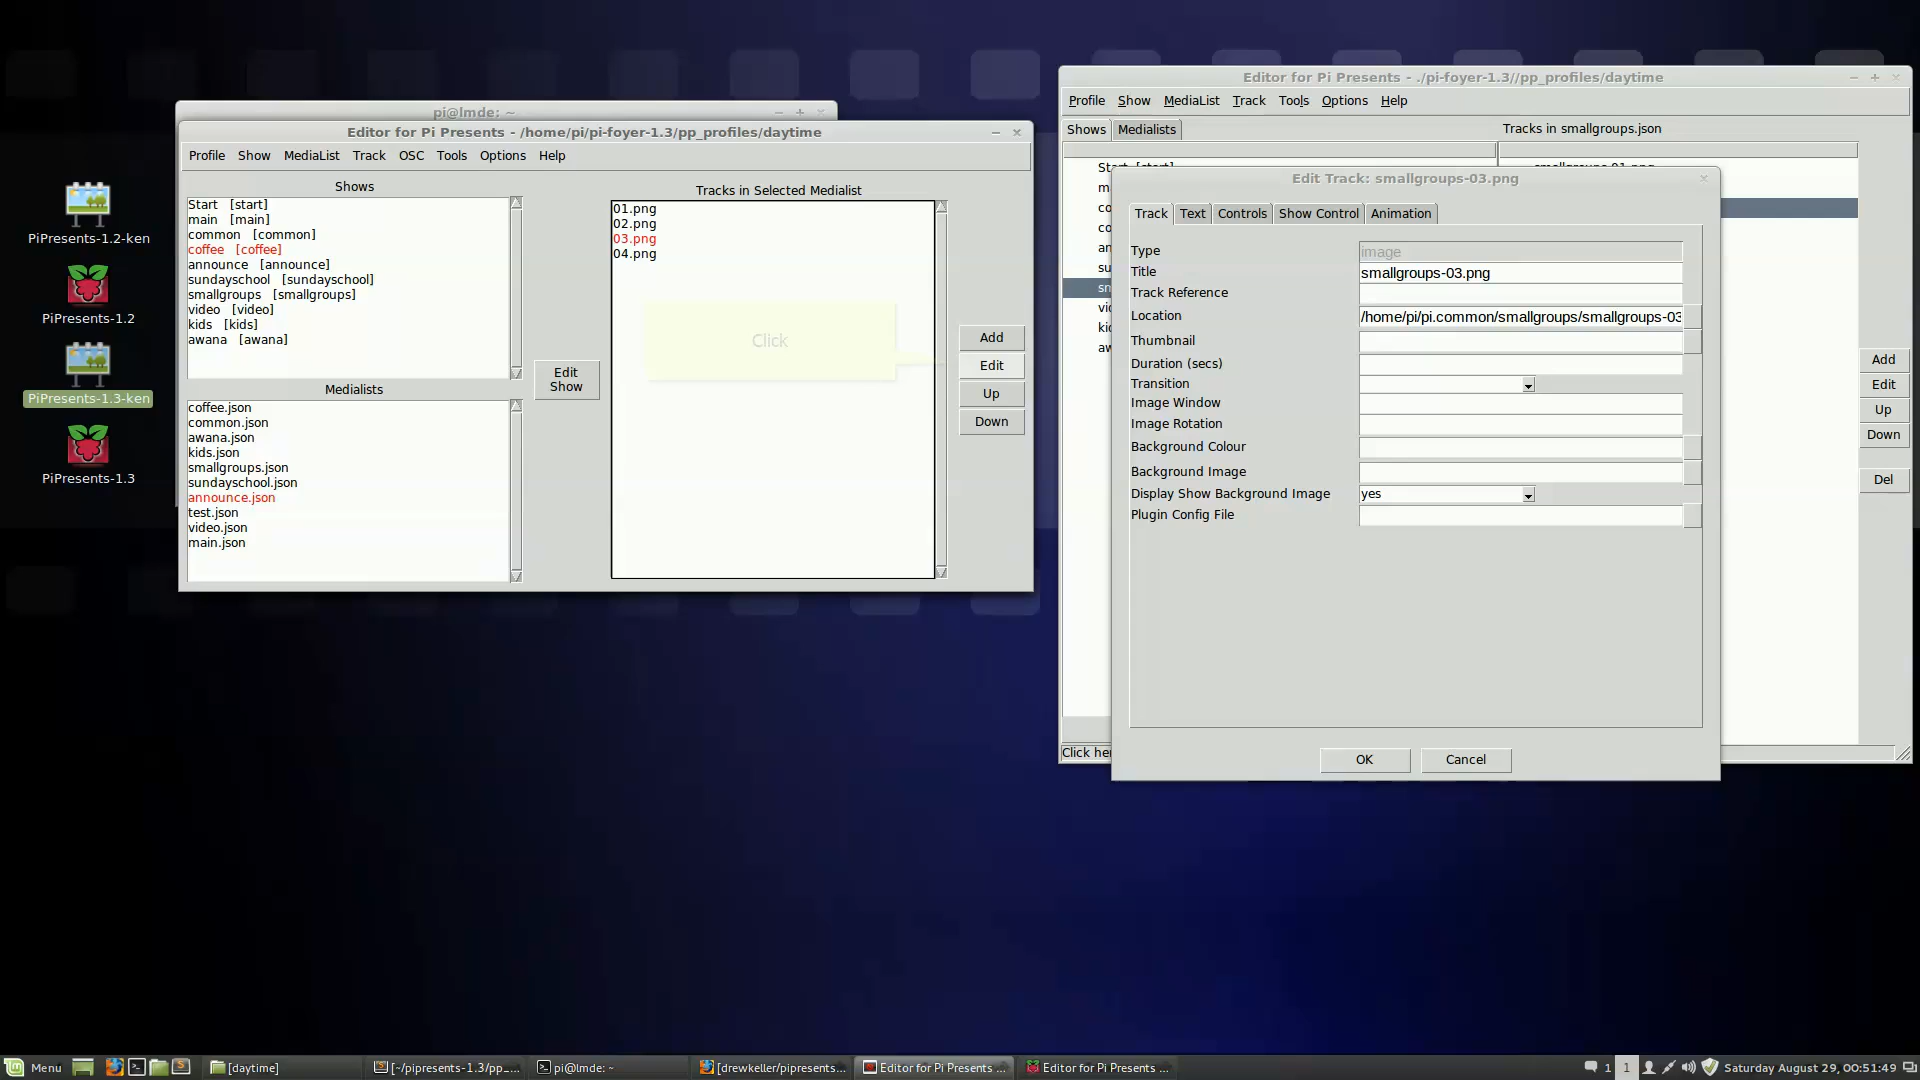 PiPresents-1.2-ken
PiPresents-1.2
PiPresents-1.3-ken
PiPresents-1.3
pi@lmde: ~
Editor for Pi Presents - /home/pi/pi-foyer-1.3/pp_profiles/daytime
Profile Show MediaList Track OSC Tools Options Help
Shows
Start [start]
main [main]
common [common]
coffee [coffee]
announce [announce]
sundayschool [sundayschool]
smallgroups [smallgroups]
video [video]
kids [kids]
awana [awana]
Medialists
coffee.json
common.json
awana.json
kids.json
smallgroups.json
sundayschool.json
announce.json
test.json
video.json
main.json
Edit
Show
Tracks in Selected Medialist
01.png
02.png
03.png
04.png
Click
Add
Edit
Up
Down
Editor for Pi Presents - ./pi-foyer-1.3//pp_profiles/daytime
Profile Show MediaList Track Tools Options Help
Shows Medialists
Tracks in smallgroups.json
Click he
Add
Edit
Up
Down
Del
Edit Track: smallgroups-03.png
Track Text Controls Show Control Animation
Type image
Title smallgroups-03.png
Track Reference
Location /home/pi/pi.common/smallgroups/smallgroups-03
Thumbnail
Duration (secs)
Transition
Image Window
Image Rotation
Background Colour
Background Image
Display Show Background Image yes
Plugin Config File
OK Cancel
Menu [daytime] [~/pipresents-1.3/pp_... pi@lmde: ~ [drewkeller/pipresents... Editor for Pi Presents ... Editor for Pi Presents ... 1 1 Saturday August 29, 00:51:49